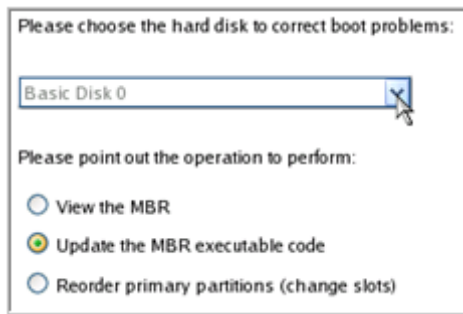 Please choose the hard disk to correct boot problems:
Basic Disk 0
Please point out the operation to perform:
View the MBR
Update the MBR executable code
Reorder primary partitions (change slots)